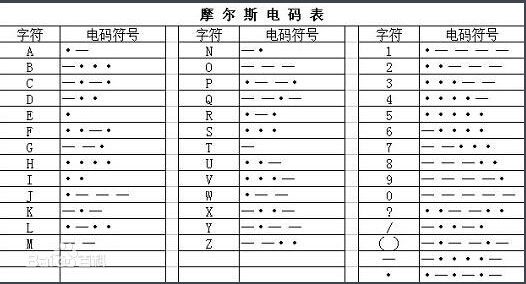 摩尔斯电码表
字符 电码符号 字符 电码符号 字符 电码符号
A ·— N —· 1 ·————
B —··· O ——— 2 ··———
C —·—· P ·——· 3 ···——
D —·· Q ——·— 4 ····—
E · R ·—· 5 ·····
F ··—· S ··· 6 —····
G ——· T — 7 ——···
H ···· U ··— 8 ———··
I ·· V ···— 9 ————·
J ·——— W ·—— 0 —————
K —·— X —··— ? ··——··
L ·—·· Y —·—— / —··—·
M —— Z ——·· () —·——·—
— —····—
· ·—·—·—
Bai百科